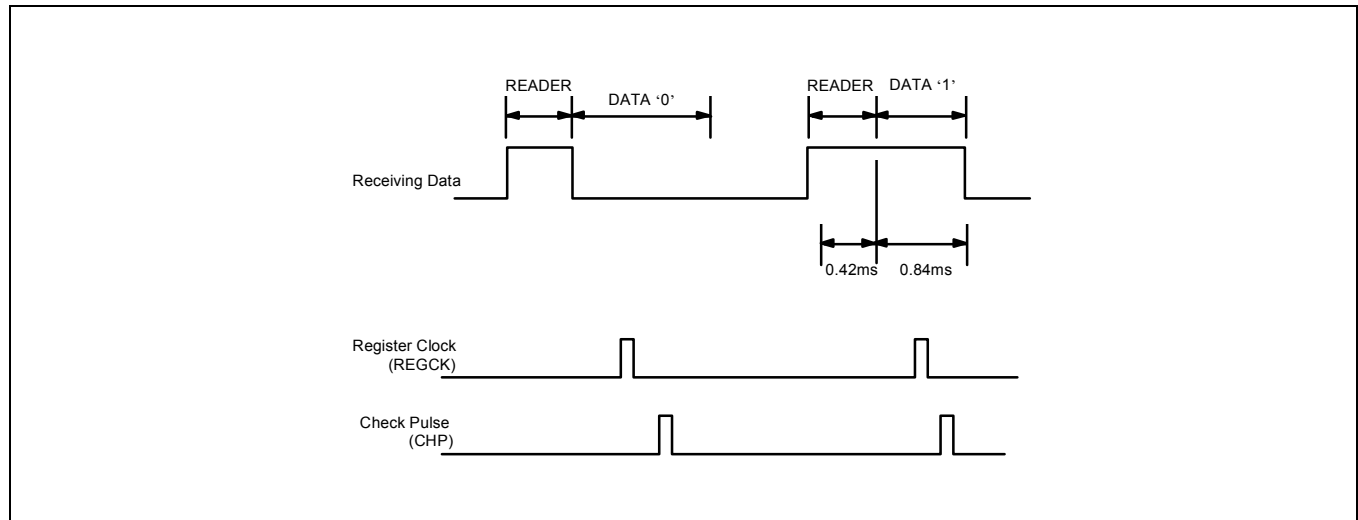 READER
DATA ‘0’
READER
DATA ‘1’
Receiving Data
0.42ms
0.84ms
Register Clock
(REGCK)
Check Pulse
(CHP)